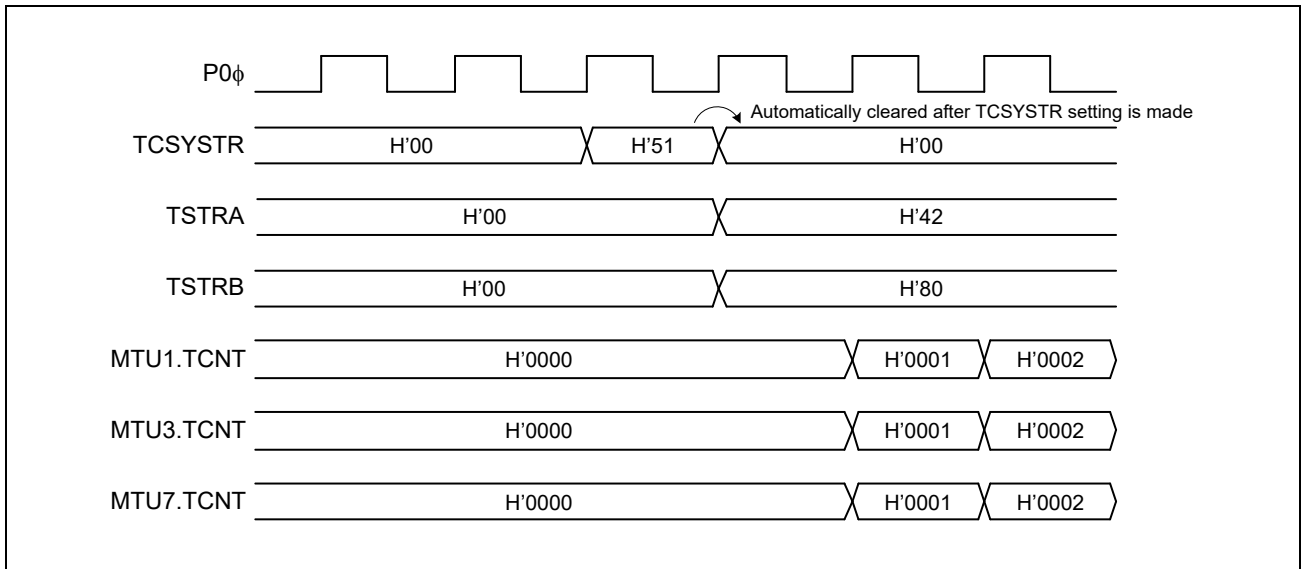 P0ϕ
Automatically cleared after TCSYSTR setting is made
TCSYSTR H'00 H'51 H'00
TSTRA H'00 H'42
TSTRB H'00 H'80
MTU1.TCNT H'0000 H'0001 H'0002
MTU3.TCNT H'0000 H'0001 H'0002
MTU7.TCNT H'0000 H'0001 H'0002